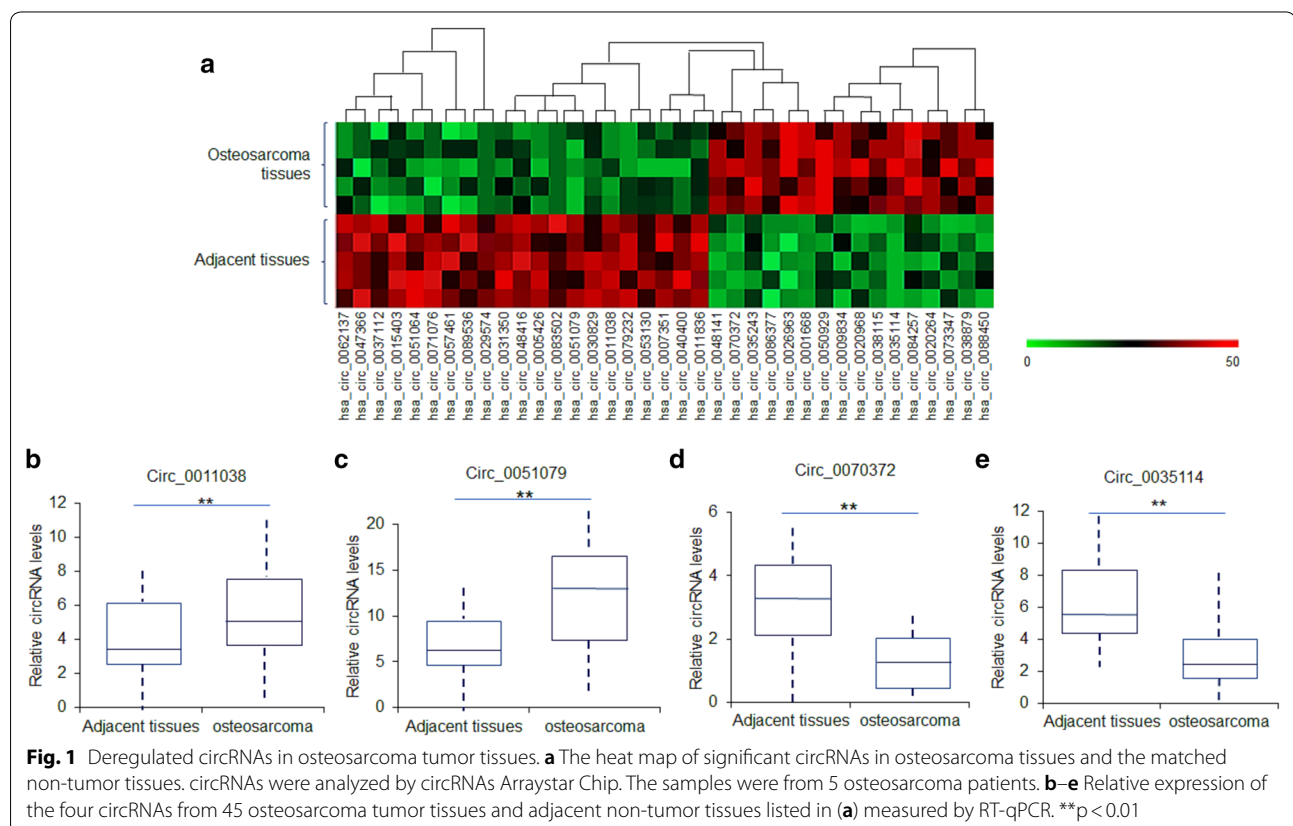 a
Osteosarcoma
tissues
Adjacent tissues
hsa_circ_0062137
hsa_circ_0047366
hsa_circ_0037112
hsa_circ_0015403
hsa_circ_0051064
hsa_circ_0071076
hsa_circ_0057461
hsa_circ_0089536
hsa_circ_0029574
hsa_circ_0031350
hsa_circ_0048416
hsa_circ_0005426
hsa_circ_0083502
hsa_circ_0051079
hsa_circ_0030829
hsa_circ_0011038
hsa_circ_0079232
hsa_circ_0053130
hsa_circ_0007351
hsa_circ_0040400
hsa_circ_0011836
hsa_circ_0048141
hsa_circ_0070372
hsa_circ_0035243
hsa_circ_0086377
hsa_circ_0026963
hsa_circ_0001668
hsa_circ_0050929
hsa_circ_0009834
hsa_circ_0020968
hsa_circ_0038115
hsa_circ_0035114
hsa_circ_0084257
hsa_circ_0020264
hsa_circ_0073347
hsa_circ_0038879
hsa_circ_0088450
0 50
b
Circ_0011038
**
Relative circRNA levels
12
10
8
6
4
2
0
Adjacent tissues osteosarcoma
c
Circ_0051079
**
Relative circRNA levels
20
15
10
5
0
Adjacent tissues osteosarcoma
d
Circ_0070372
**
Relative circRNA levels
6
4
2
0
Adjacent tissues osteosarcoma
e
Circ_0035114
**
Relative circRNA levels
12
10
8
6
4
2
0
Adjacent tissues osteosarcoma
Fig. 1 Deregulated circRNAs in osteosarcoma tumor tissues. a The heat map of significant circRNAs in osteosarcoma tissues and the matched
non-tumor tissues. circRNAs were analyzed by circRNAs Arraystar Chip. The samples were from 5 osteosarcoma patients. b–e Relative expression of
the four circRNAs from 45 osteosarcoma tumor tissues and adjacent non-tumor tissues listed in (a) measured by RT-qPCR. **p < 0.01